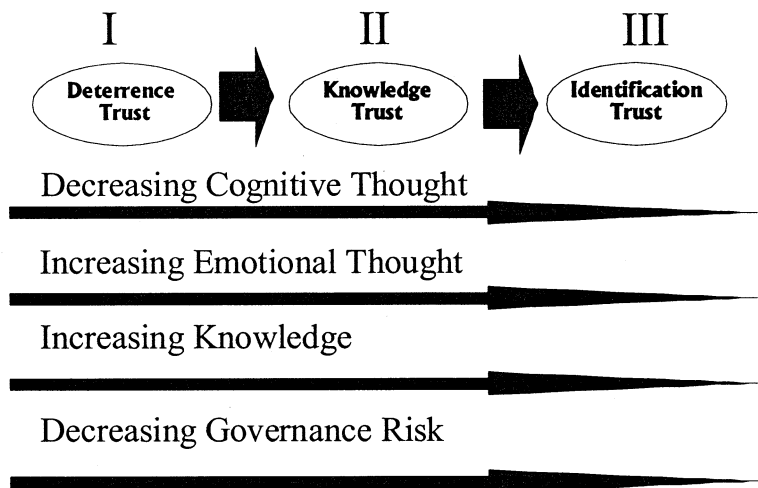 I II III
Deterrence Knowledge Identification
Trust Trust Trust
Decreasing Cognitive Thought
Increasing Emotional Thought
Increasing Knowledge
Decreasing Governance Risk